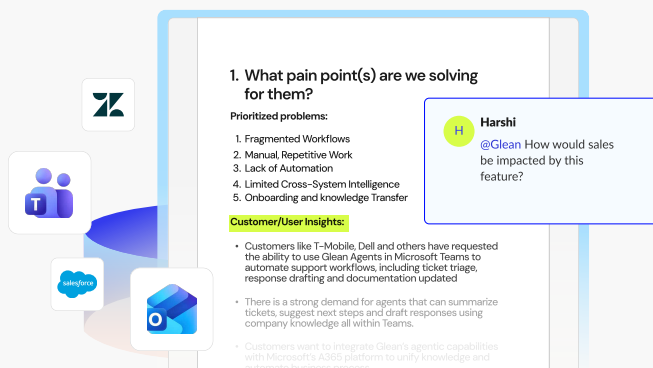 1. What pain point(s) are we solving
for them?
Prioritized problems:
1. Fragmented Workflows
2. Manual, Repetitive Work
3. Lack of Automation
4. Limited Cross-System Intelligence
5. Onboarding and knowledge Transfer
Customer/User Insights:
• Customers like T-Mobile, Dell and others have requested
the ability to use Glean Agents in Microsoft Teams to
automate support workflows, including ticket triage,
response drafting and documentation updated
• There is a strong demand for agents that can summarize
tickets, suggest next steps and draft responses using
company knowledge all within Teams.
• Customers want to integrate Glean's agentic capabilities
with Microsoft's A365 platform to unify knowledge and
automate business process
H
Harshi
@Glean How would sales
be impacted by this
feature?
T
salesforce
O